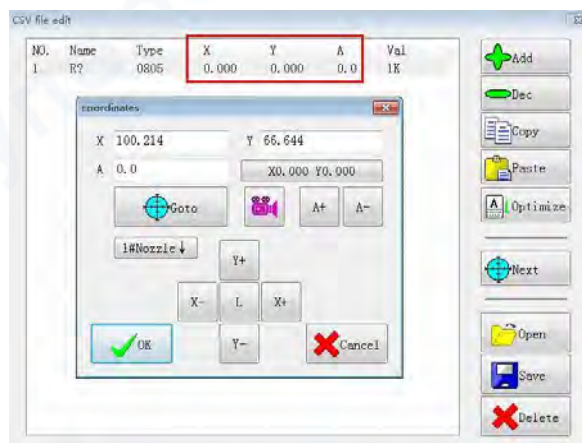 CSV file edit
NO. Name Type X Y A Val
1 R? 0805 0.000 0.000 0.0 1K
coordinates
X 100.214 Y 66.644
A 0.0 X0.000 Y0.000
Goto A+ A-
1#Nozzle↓
Y+
X- L X+
Y-
OK Cancel
Add
Dec
Copy
Paste
Optimize
Next
Open
Save
Delete